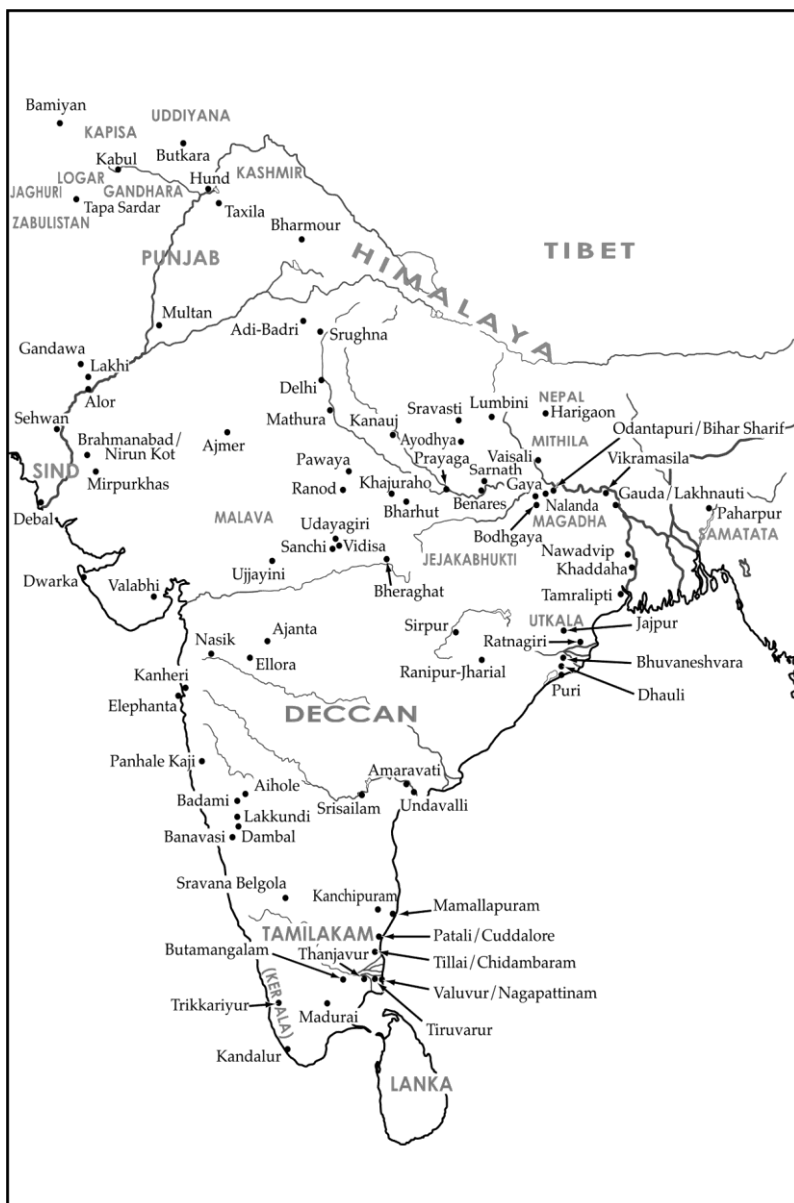 Bamiyan
UDDIYANA
KAPISA
Butkara
Kabul
Hund
KASHMIR
LOGAR
JAGHURI
GANDHARA
Tapa Sardar
Taxila
ZABULISTAN
Bharmour
PUNJAB
HIMALAYA
TIBET
Multan
Adi-Badri
Srughna
Gandawa
Lakhi
Alor
Delhi
Mathura
Kanauj
Sravasti
Lumbini
NEPAL
Harigaon
Sehwan
Ajmer
Ayodhya
MITHILA
Odantapuri/Bihar Sharif
Brahmanabad/
Nirun Kot
Pawaya
Prayaga
Sarnath
Vaisali
Vikramasila
SIND
Mirpurkhas
Ranod
Khajuraho
Benares
Gaya
Nalanda
Gauda/Lakhnauti
Debal
Bharhut
MAGADHA
Paharpur
MALAVA
Udayagiri
Bodhgaya
SAMATATA
Sanchi
Vidisa
JEJAKABHUKTI
Nawadvip
Ujjayini
Khaddaha
Dwarka
Valabhi
Bheraghat
Tamralipti
UTKALA
Jajpur
Sirpur
Ratnagiri
Nasik
Ajanta
Ellora
Ranipur-Jharial
Bhuvaneshvara
Kanheri
Puri
Dhauli
Elephanta
DECCAN
Panhale Kaji
Amaravati
Aihole
Badami
Srisailam
Undavalli
Lakkundi
Banavasi
Dambal
Sravana Belgola
Kanchipuram
Mamallapuram
TAMILAKAM
Patali/Cuddalore
Butamangalam
Thanjavur
Tillai/Chidambaram
Valuvur/Nagapattinam
Trikkariyur
(KERALA)
Madurai
Tiruvarur
Kandalur
LANKA